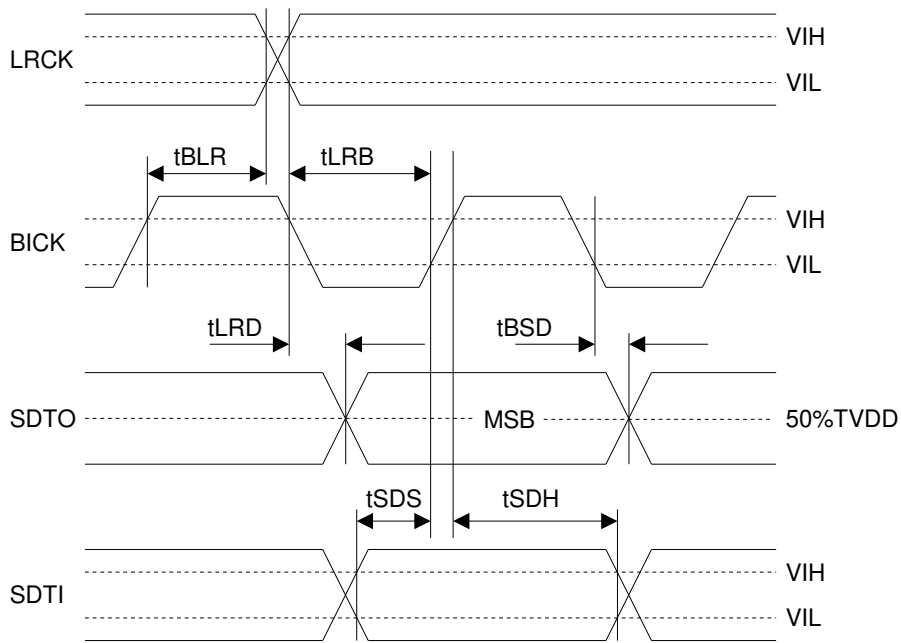 VIH
LRCK
VIL
tBLR
tLRB
VIH
BICK
VIL
tLRD
tBSD
SDTO
MSB
50%TVDD
tSDS
tSDH
VIH
SDTI
VIL